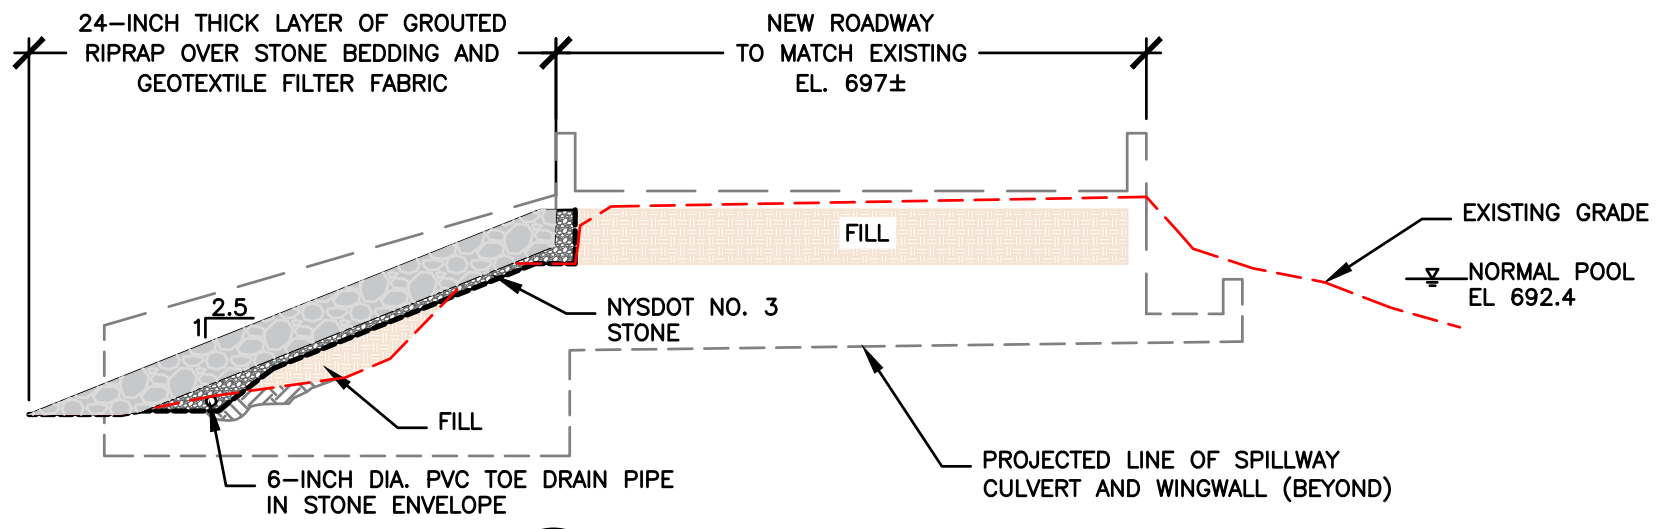 24-INCH THICK LAYER OF GROUTED
RIPRAP OVER STONE BEDDING AND
GEOTEXTILE FILTER FABRIC
NEW ROADWAY
TO MATCH EXISTING
EL. 697±
EXISTING GRADE
FILL
NORMAL POOL
EL 692.4
2.5
1
NYSDOT NO. 3
STONE
FILL
6-INCH DIA. PVC TOE DRAIN PIPE
IN STONE ENVELOPE
PROJECTED LINE OF SPILLWAY
CULVERT AND WINGWALL (BEYOND)